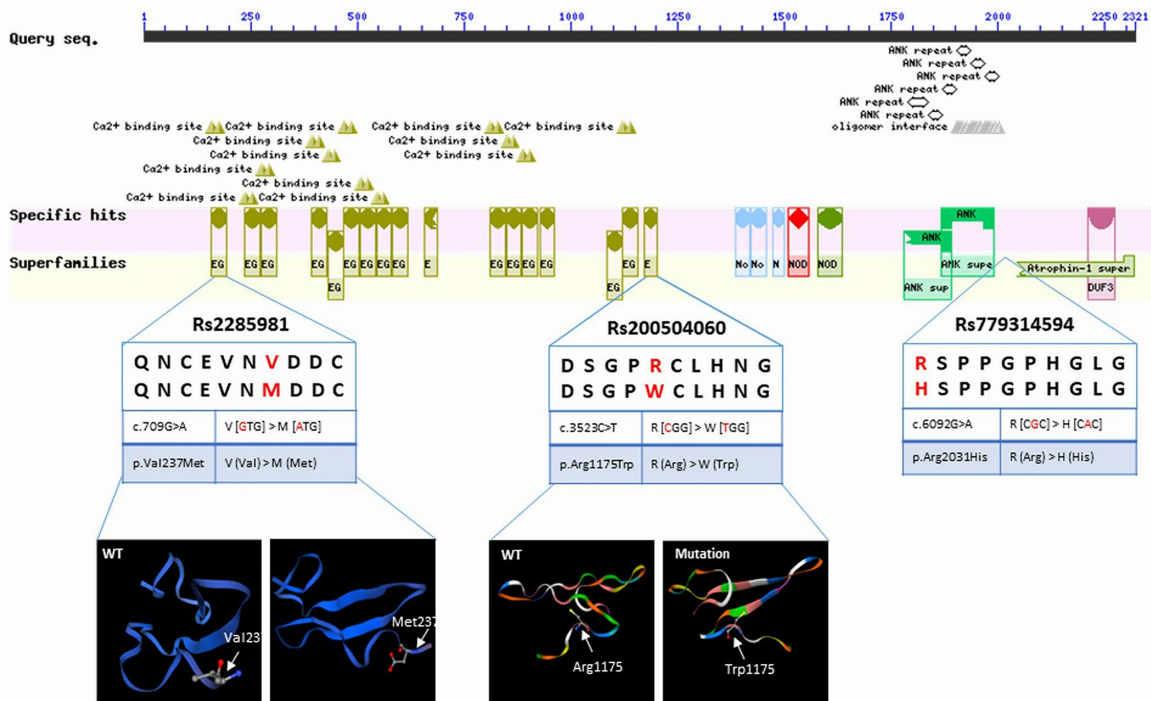 1 250 500 750 1000 1250 1500 1750 2000 2250 2321
Query seq.
ANK repeat
ANK repeat
ANK repeat
ANK repeat
ANK repeat
ANK repeat
Ca2+ binding site Ca2+ binding site Ca2+ binding site Ca2+ binding site oligomer interface
Ca2+ binding site Ca2+ binding site
Ca2+ binding site Ca2+ binding site
Ca2+ binding site
Ca2+ binding site
Ca2+ binding site Ca2+ binding site
Specific hits
ANK
ANK
Superfamilies EG EG EG EG EG EG EG EG E EG EG EG EG EG E No No N NOD NOD ANK supe Atrophin-1 super
EG EG ANK sup DUF3
Rs2285981
Q N C E V N V D D C
Q N C E V N M D D C
c.709G>A V [GTG] > M [ATG]
p.Val237Met V (Val) > M (Met)
Rs200504060
D S G P R C L H N G
D S G P W C L H N G
c.3523C>T R [CGG] > W [TGG]
p.Arg1175Trp R (Arg) > W (Trp)
Rs779314594
R S P P G P H G L G
H S P P G P H G L G
c.6092G>A R [CGC] > H [CAC]
p.Arg2031His R (Arg) > H (His)
WT
Val237
Met237
WT
Arg1175
Mutation
Trp1175